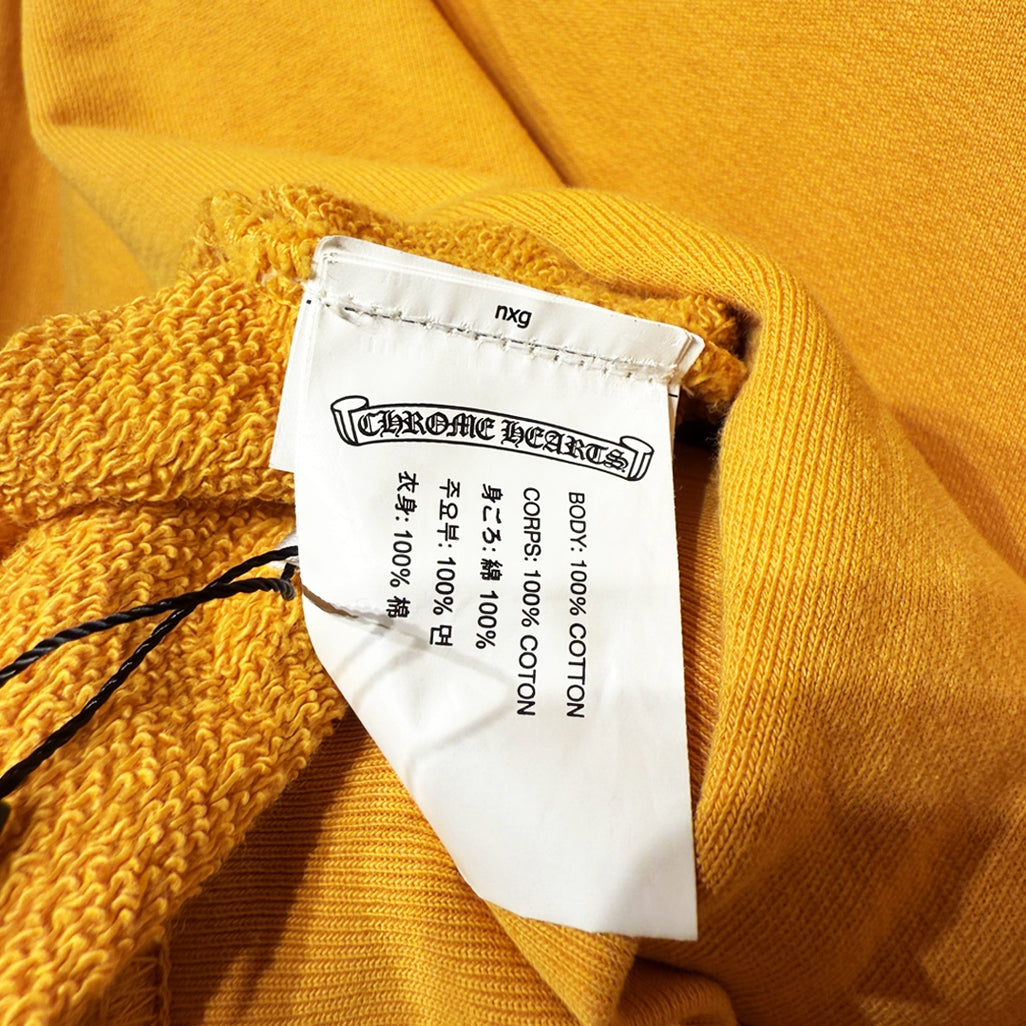 nxg
CHROME HEARTS
BODY: 100% COTTON
CORPS: 100% COTON
身ごろ: 綿 100%
주요부: 100% 면
衣身: 100% 棉